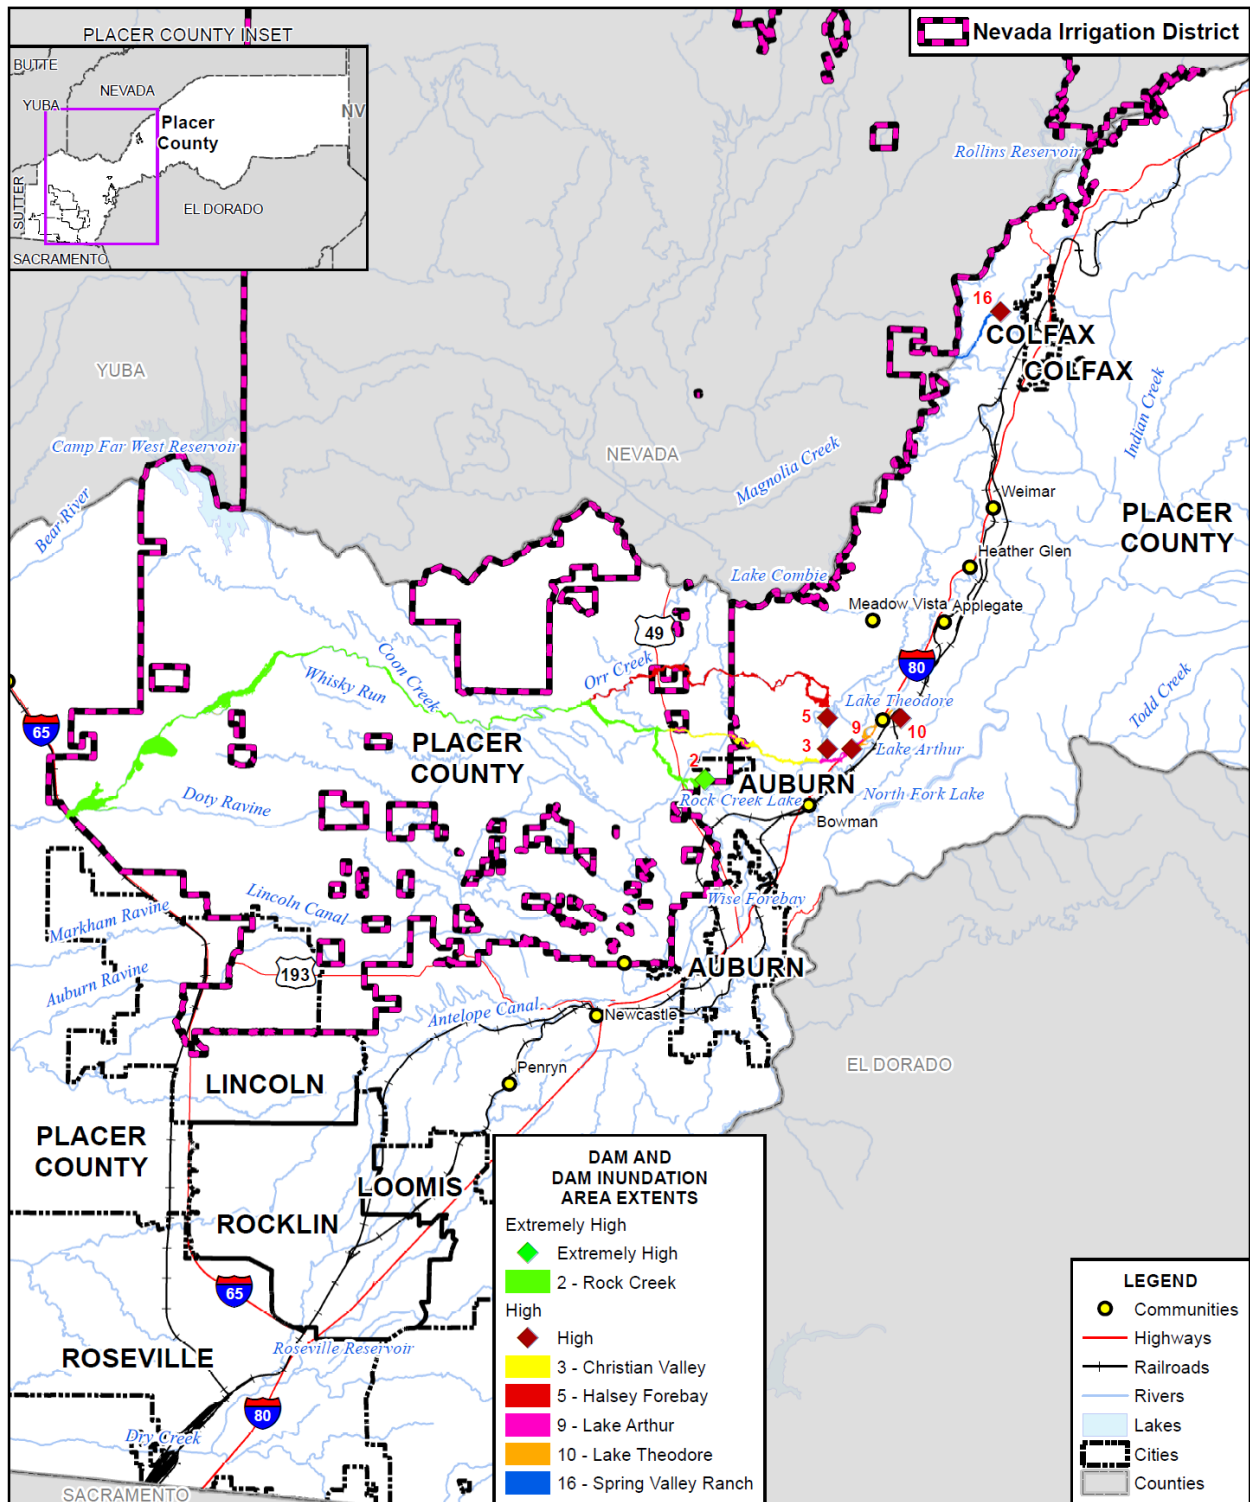 PLACER COUNTY INSET
BUTTE
NEVADA
YUBA
NV
Placer
County
SUTTER
EL DORADO
SACRAMENTO
Nevada Irrigation District
Rollins Reservoir
16
COLFAX
COLFAX
YUBA
Indian Creek
Camp Far West Reservoir
NEVADA
Magnolia Creek
Bear River
Weimar
PLACER
COUNTY
Heather Glen
Lake Combie
Meadow Vista
Applegate
49
Coon Creek
Orr Creek
80
Whisky Run
Todd Creek
Lake Theodore
65
5
9
10
3
Lake Arthur
PLACER
COUNTY
2
AUBURN
Doty Ravine
Rock Creek Lake
North Fork Lake
Bowman
Lincoln Canal
Wise Forebay
Markham Ravine
193
AUBURN
Auburn Ravine
Antelope Canal
Newcastle
Penryn
EL DORADO
LINCOLN
PLACER
COUNTY
LOOMIS
ROCKLIN
65
Roseville Reservoir
ROSEVILLE
80
Dry Creek
SACRAMENTO
DAM AND
DAM INUNDATION
AREA EXTENTS
Extremely High
Extremely High
2 - Rock Creek
High
High
3 - Christian Valley
5 - Halsey Forebay
9 - Lake Arthur
10 - Lake Theodore
16 - Spring Valley Ranch
LEGEND
Communities
Highways
Railroads
Rivers
Lakes
Cities
Counties